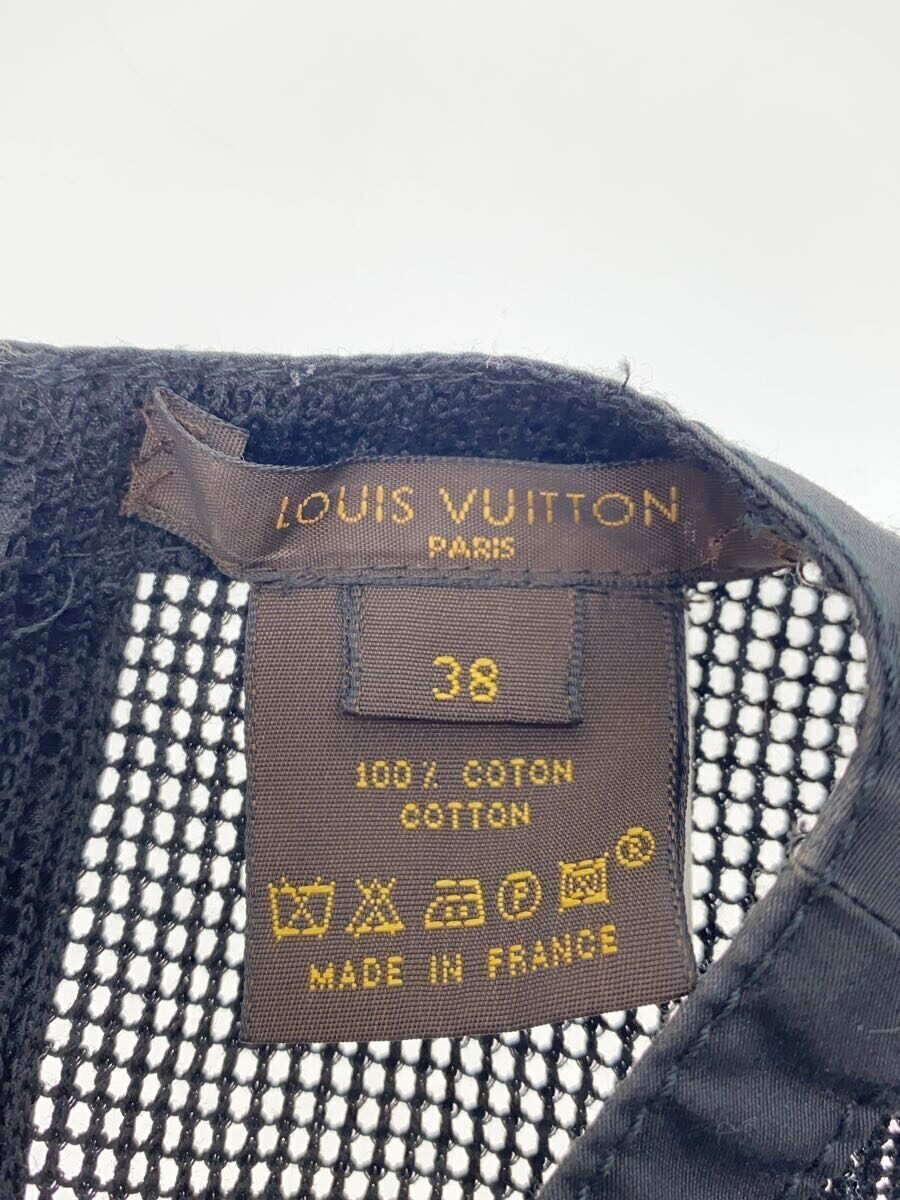 LOUIS VUITTON
PARIS
38
100% COTON
COTTON
P
®
MADE IN FRANCE